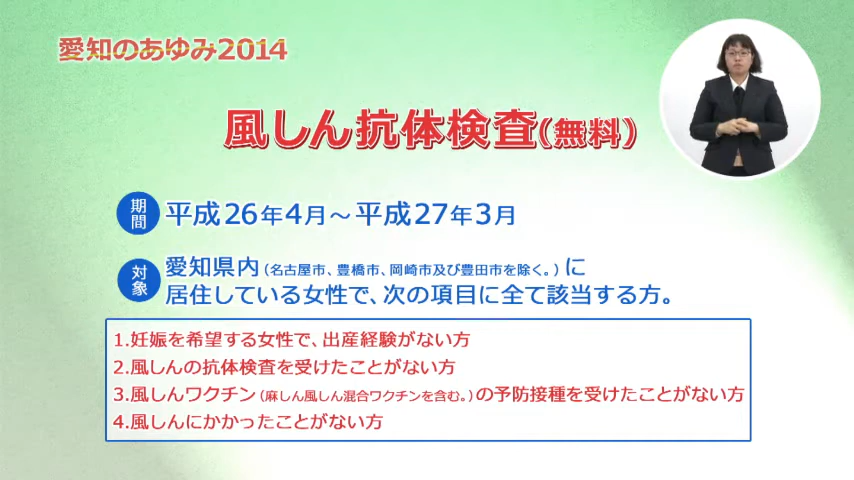 愛知のあゆみ2014
風しん抗体検査(無料)
期間 平成26年4月～平成27年3月
対象 愛知県内(名古屋市、豊橋市、岡崎市及び豊田市を除く。)に
居住している女性で、次の項目に全て該当する方。
1.妊娠を希望する女性で、出産経験がない方
2.風しんの抗体検査を受けたことがない方
3.風しんワクチン(麻しん風しん混合ワクチンを含む。)の予防接種を受けたことがない方
4.風しんにかかったことがない方